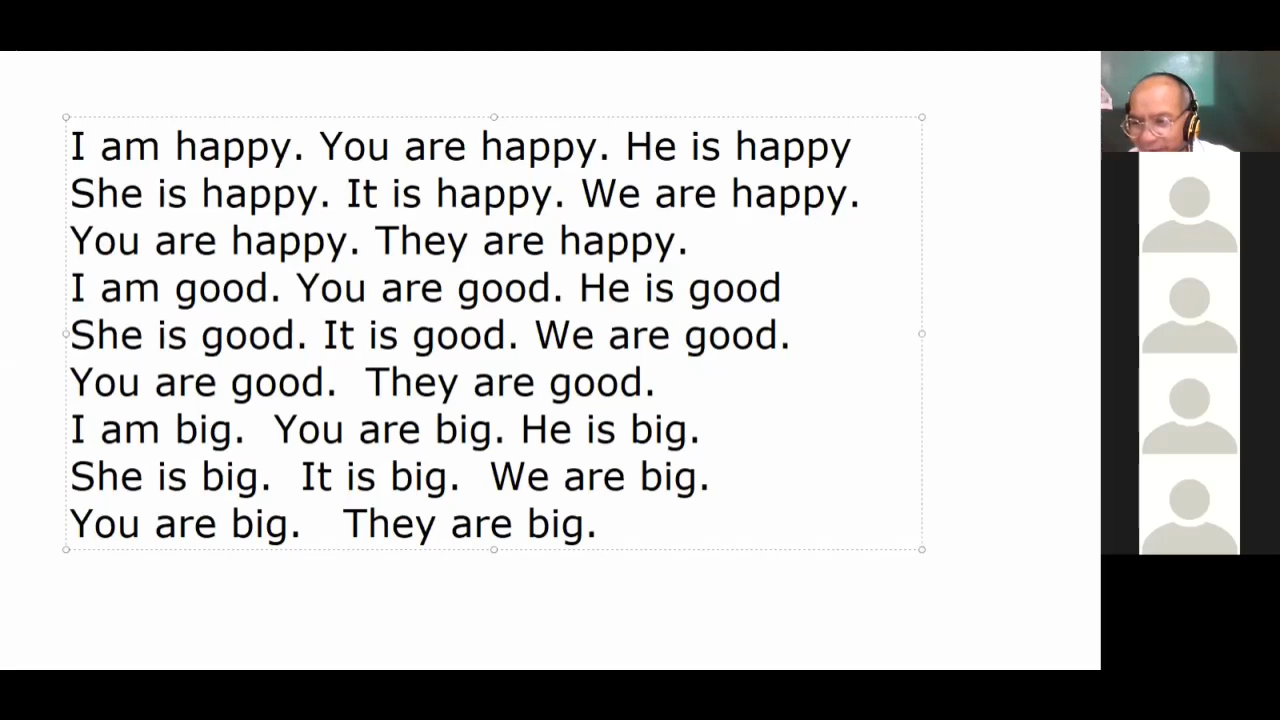 I am happy. You are happy. He is happy
She is happy. It is happy. We are happy.
You are happy. They are happy.
I am good. You are good. He is good
She is good. It is good. We are good.
You are good.  They are good.
I am big.  You are big. He is big.
She is big.  It is big.  We are big.
You are big.   They are big.